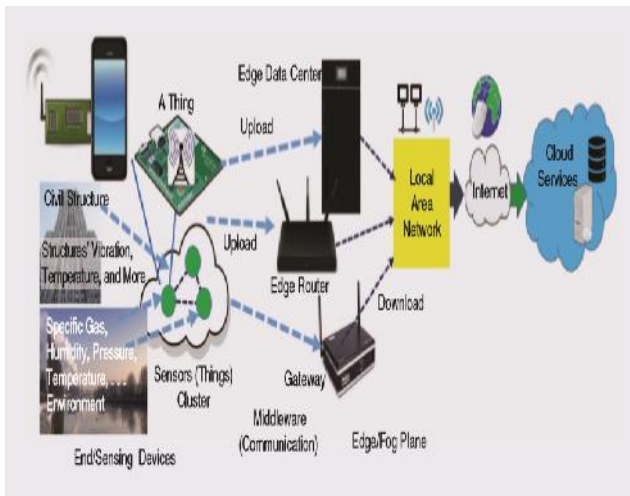 Edge Data Center
A Thing
Upload
Civil Structure
Structures' Vibration,
Temperature, and More
Local
Area
Network
Internet
Cloud
Services
Upload
Edge Router
Download
Specific Gas,
Humidity, Pressure,
Temperature, . . .
Environment
Sensors (Things)
Cluster
Gateway
Middleware
(Communication)
Edge/Fog Plane
End/Sensing Devices